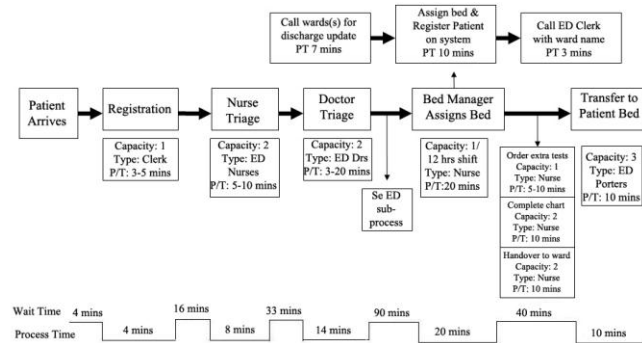 Call wards(s) for
discharge update
PT 7 mins
Assign bed &
Register Patient
on system
PT 10 mins
Call ED Clerk
with ward name
PT 3 mins
Patient
Arrives
Registration
Nurse
Triage
Doctor
Triage
Bed Manager
Assigns Bed
Transfer to
Patient Bed
Capacity: 1
Type: Clerk
P/T: 3-5 mins
Capacity: 2
Type: ED
Nurses
P/T: 5-10 mins
Capacity: 2
Type: ED Drs
P/T: 3-20 mins
Se ED
sub-
process
Capacity: 1/
12 hrs shift
Type: Nurse
P/T:20 mins
Order extra tests
Capacity: 1
Type: Nurse
P/T: 5-10 mins
Complete chart
Capacity: 2
Type: Nurse
P/T: 10 mins
Handover to ward
Capacity: 2
Type: Nurse
P/T: 10 mins
Capacity: 3
Type: ED
Porters
P/T: 10 mins
Wait Time 4 mins 16 mins 33 mins 90 mins 40 mins
Process Time 4 mins 8 mins 14 mins 20 mins 10 mins